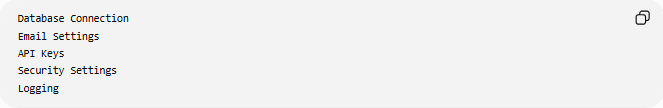 Database Connection
Email Settings
API Keys
Security Settings
Logging